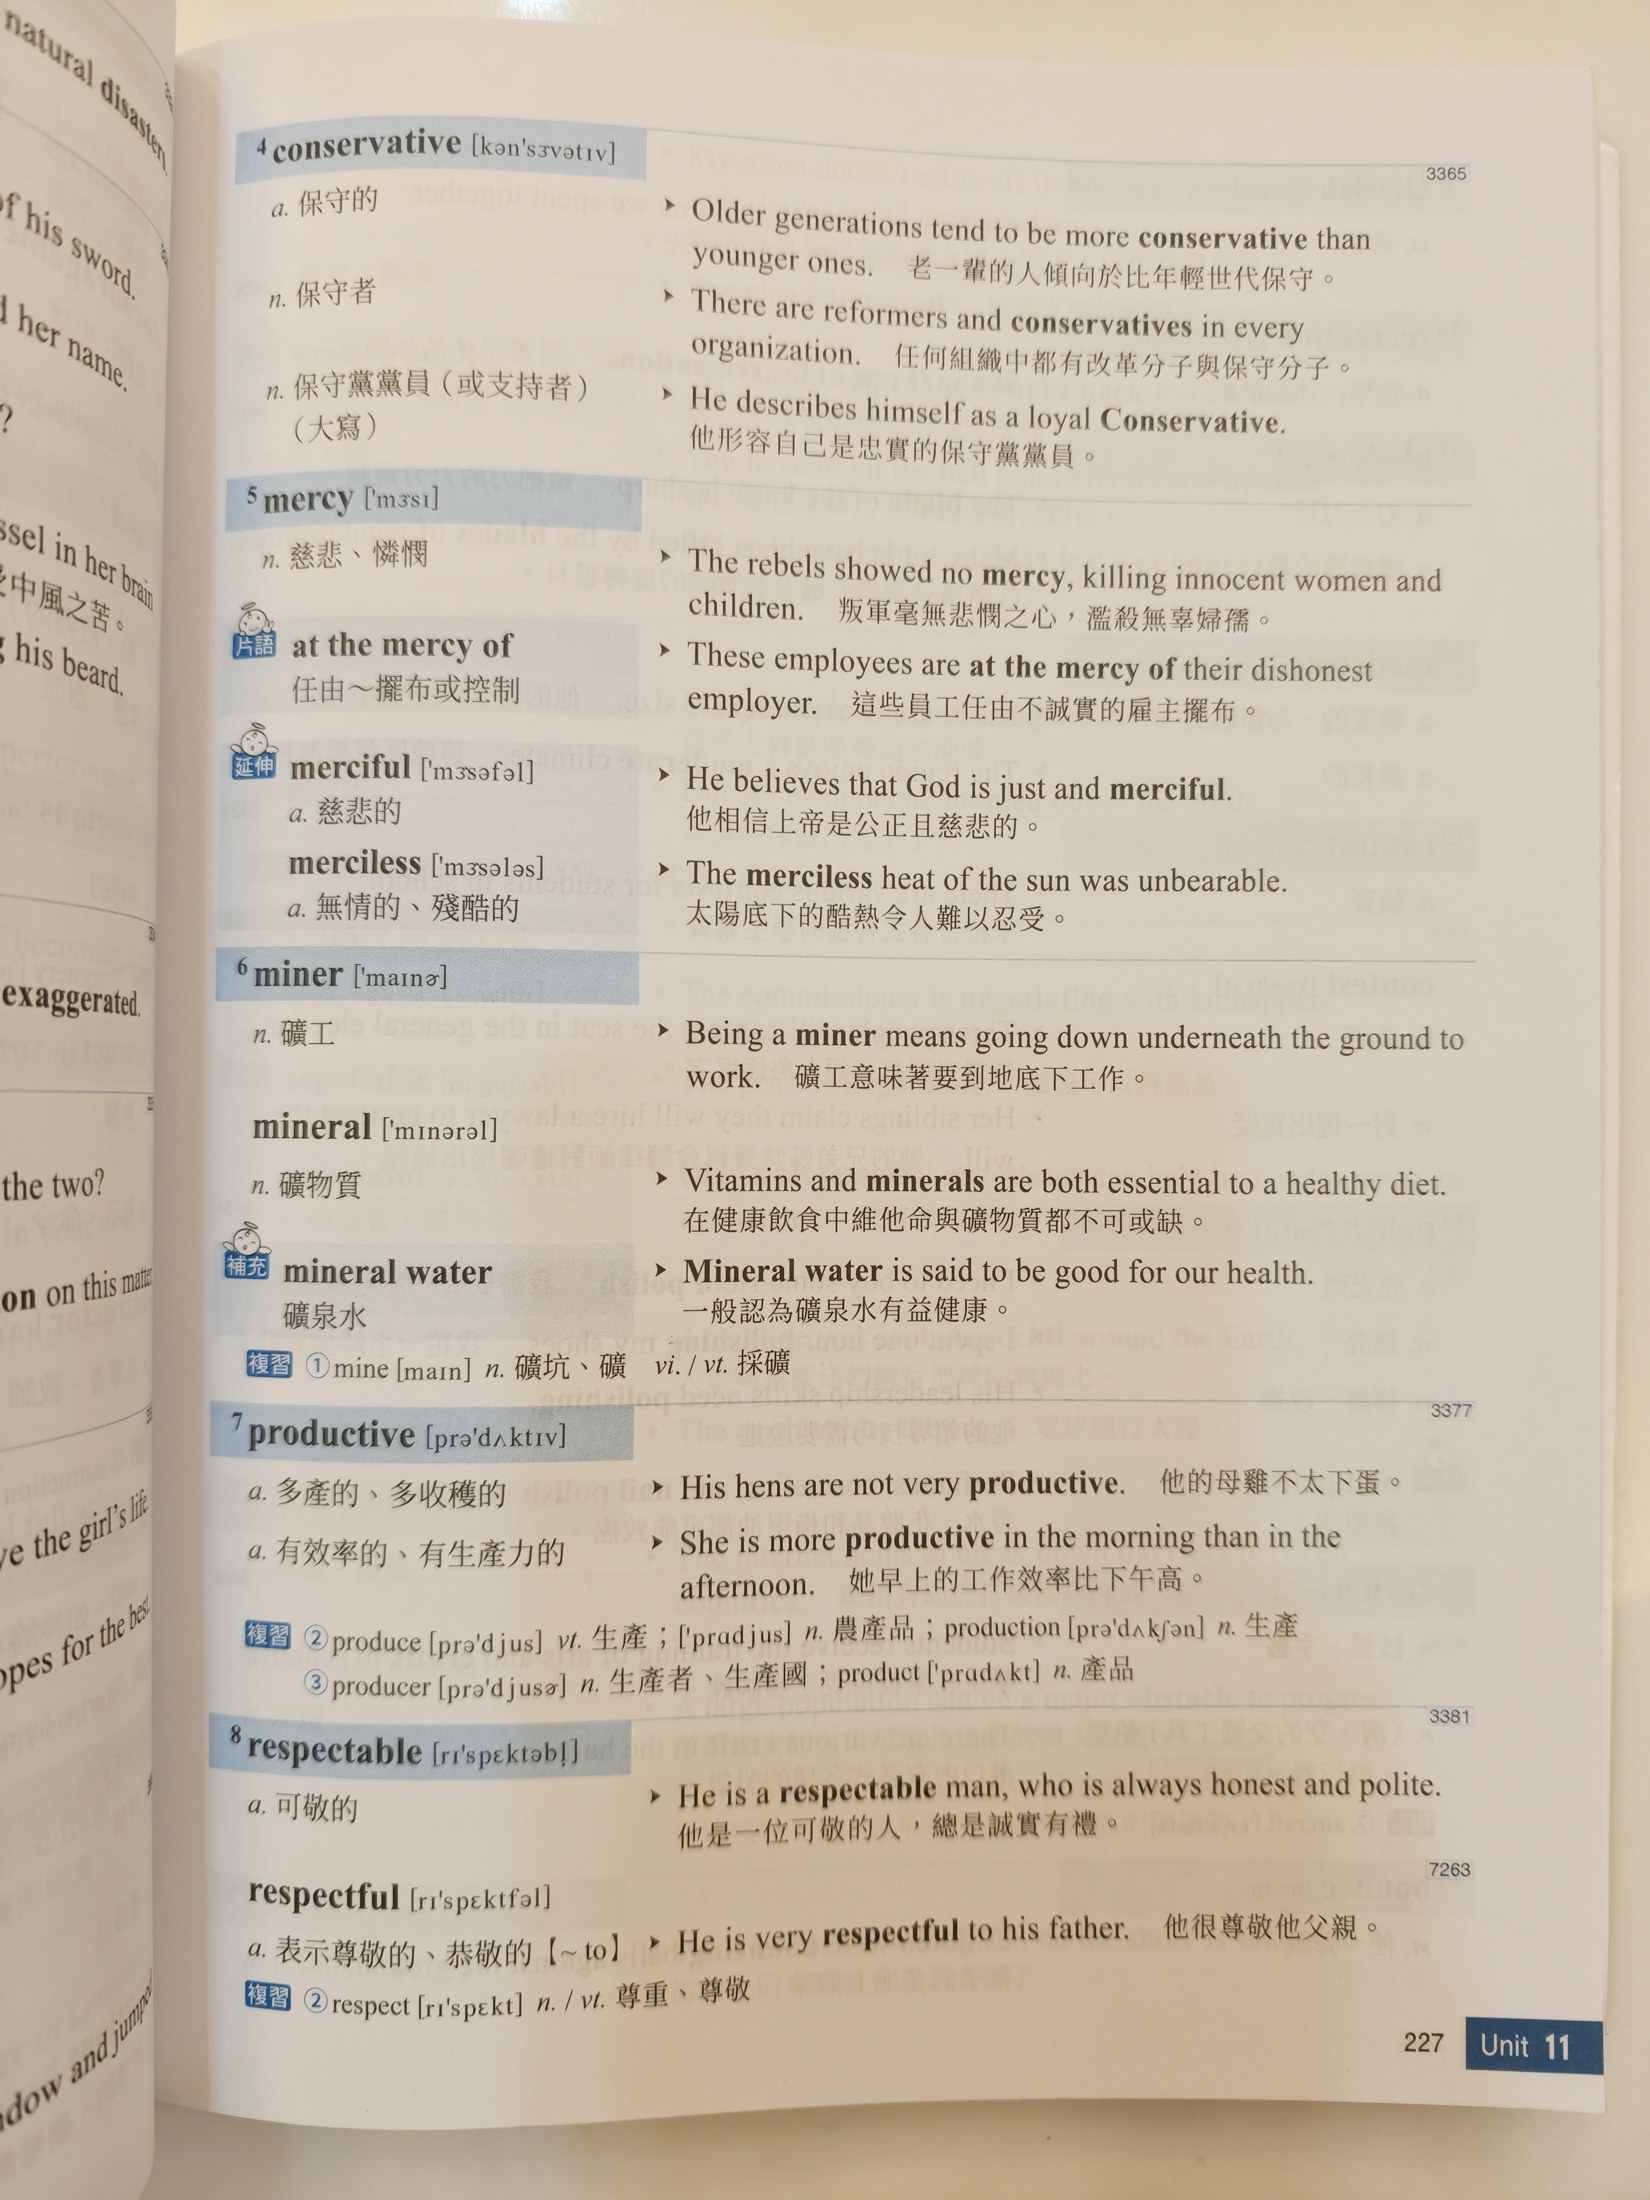 natural disasters.
of his sword.
her name.
?
ssel in her brain
中風之苦。
his beard.
exaggerated.
the two?
on on this matter
the girl's life.
opes for the best.
ndow and jumped
4 conservative [kən'sɝvətɪv]
3365
a. 保守的
➤ Older generations tend to be more conservative than
younger ones. 老一輩的人傾向於比年輕世代保守。
n. 保守者
➤ There are reformers and conservatives in every
organization. 任何組織中都有改革分子與保守分子。
n. 保守黨黨員（或支持者）
（大寫）
➤ He describes himself as a loyal Conservative.
他形容自己是忠實的保守黨黨員。
5 mercy ['mɝsɪ]
n. 慈悲、憐憫
➤ The rebels showed no mercy, killing innocent women and
children. 叛軍毫無悲憫之心，濫殺無辜婦孺。
片語 at the mercy of
任由～擺布或控制
➤ These employees are at the mercy of their dishonest
employer. 這些員工任由不誠實的雇主擺布。
延伸 merciful ['mɝsəfəl]
a. 慈悲的
➤ He believes that God is just and merciful.
他相信上帝是公正且慈悲的。
merciless ['mɝsələs]
a. 無情的、殘酷的
➤ The merciless heat of the sun was unbearable.
太陽底下的酷熱令人難以忍受。
6 miner ['maɪnɚ]
n. 礦工
➤ Being a miner means going down underneath the ground to
work. 礦工意味著要到地底下工作。
mineral ['mɪnərəl]
n. 礦物質
➤ Vitamins and minerals are both essential to a healthy diet.
在健康飲食中維他命與礦物質都不可或缺。
補充 mineral water
礦泉水
➤ Mineral water is said to be good for our health.
一般認為礦泉水有益健康。
複習 ①mine [maɪn] n. 礦坑、礦 vi. / vt. 採礦
7 productive [prə'dʌktɪv]
3377
a. 多產的、多收穫的
➤ His hens are not very productive. 他的母雞不太下蛋。
a. 有效率的、有生產力的
➤ She is more productive in the morning than in the
afternoon. 她早上的工作效率比下午高。
複習 ②produce [prə'djus] vt. 生產；['prɑdjus] n. 農產品；production [prə'dʌkʃən] n. 生產
③producer [prə'djusɚ] n. 生產者、生產國；product ['prɑdʌkt] n. 產品
8 respectable [rɪ'spɛktəbl̩]
3381
a. 可敬的
➤ He is a respectable man, who is always honest and polite.
他是一位可敬的人，總是誠實有禮。
7263
respectful [rɪ'spɛktfəl]
a. 表示尊敬的、恭敬的【~ to】
➤ He is very respectful to his father. 他很尊敬他父親。
複習 ②respect [rɪ'spɛkt] n. / vt. 尊重、尊敬
227 Unit 11